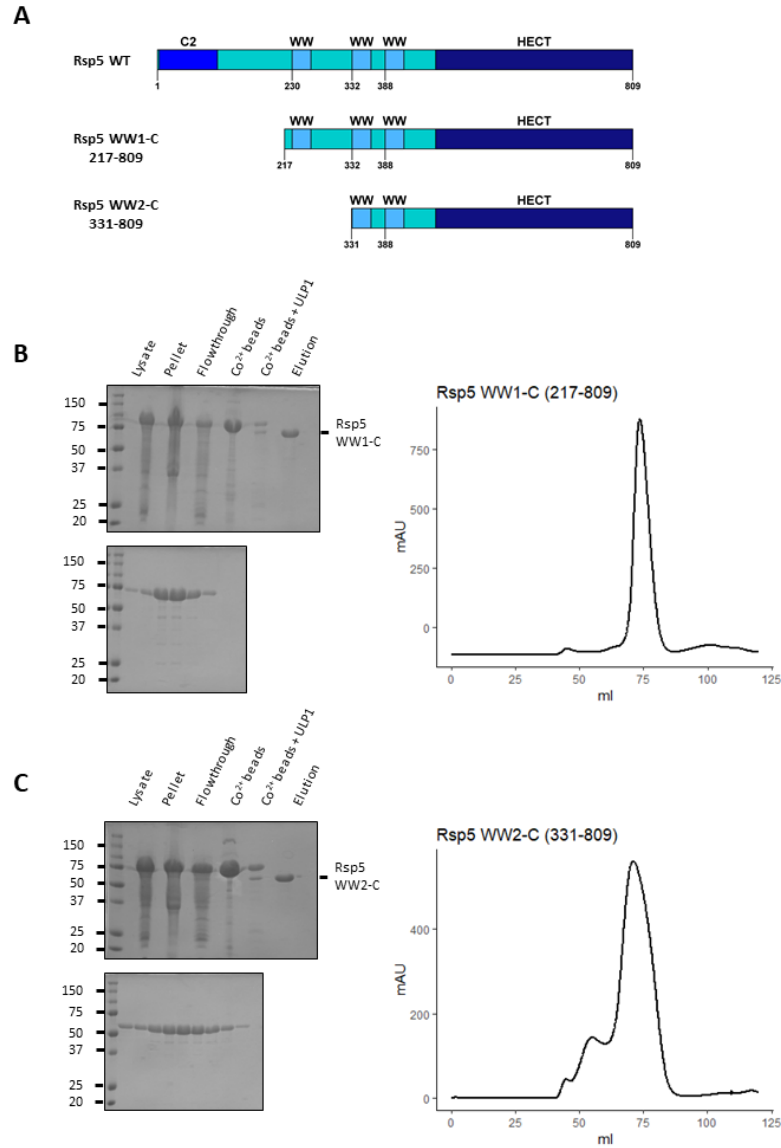 A
C2 WW WW WW HECT
Rsp5 WT
1 230 332 388 809
WW WW WW HECT
Rsp5 WW1-C
217-809
217 332 388 809
WW WW HECT
Rsp5 WW2-C
331-809
331 388 809
B
Lysate
Pellet
Flowthrough
Co²⁺ beads
Co²⁺ beads + ULP1
Elution
150
75
50
37
25
20
Rsp5
WW1-C
150
75
50
37
25
20
Rsp5 WW1-C (217-809)
mAU
750
500
250
0
0 25 50 75 100 125
ml
C
Lysate
Pellet
Flowthrough
Co²⁺ beads
Co²⁺ beads + ULP1
Elution
150
75
50
37
25
20
Rsp5
WW2-C
150
75
50
37
25
20
Rsp5 WW2-C (331-809)
mAU
400
200
0
0 25 50 75 100 125
ml